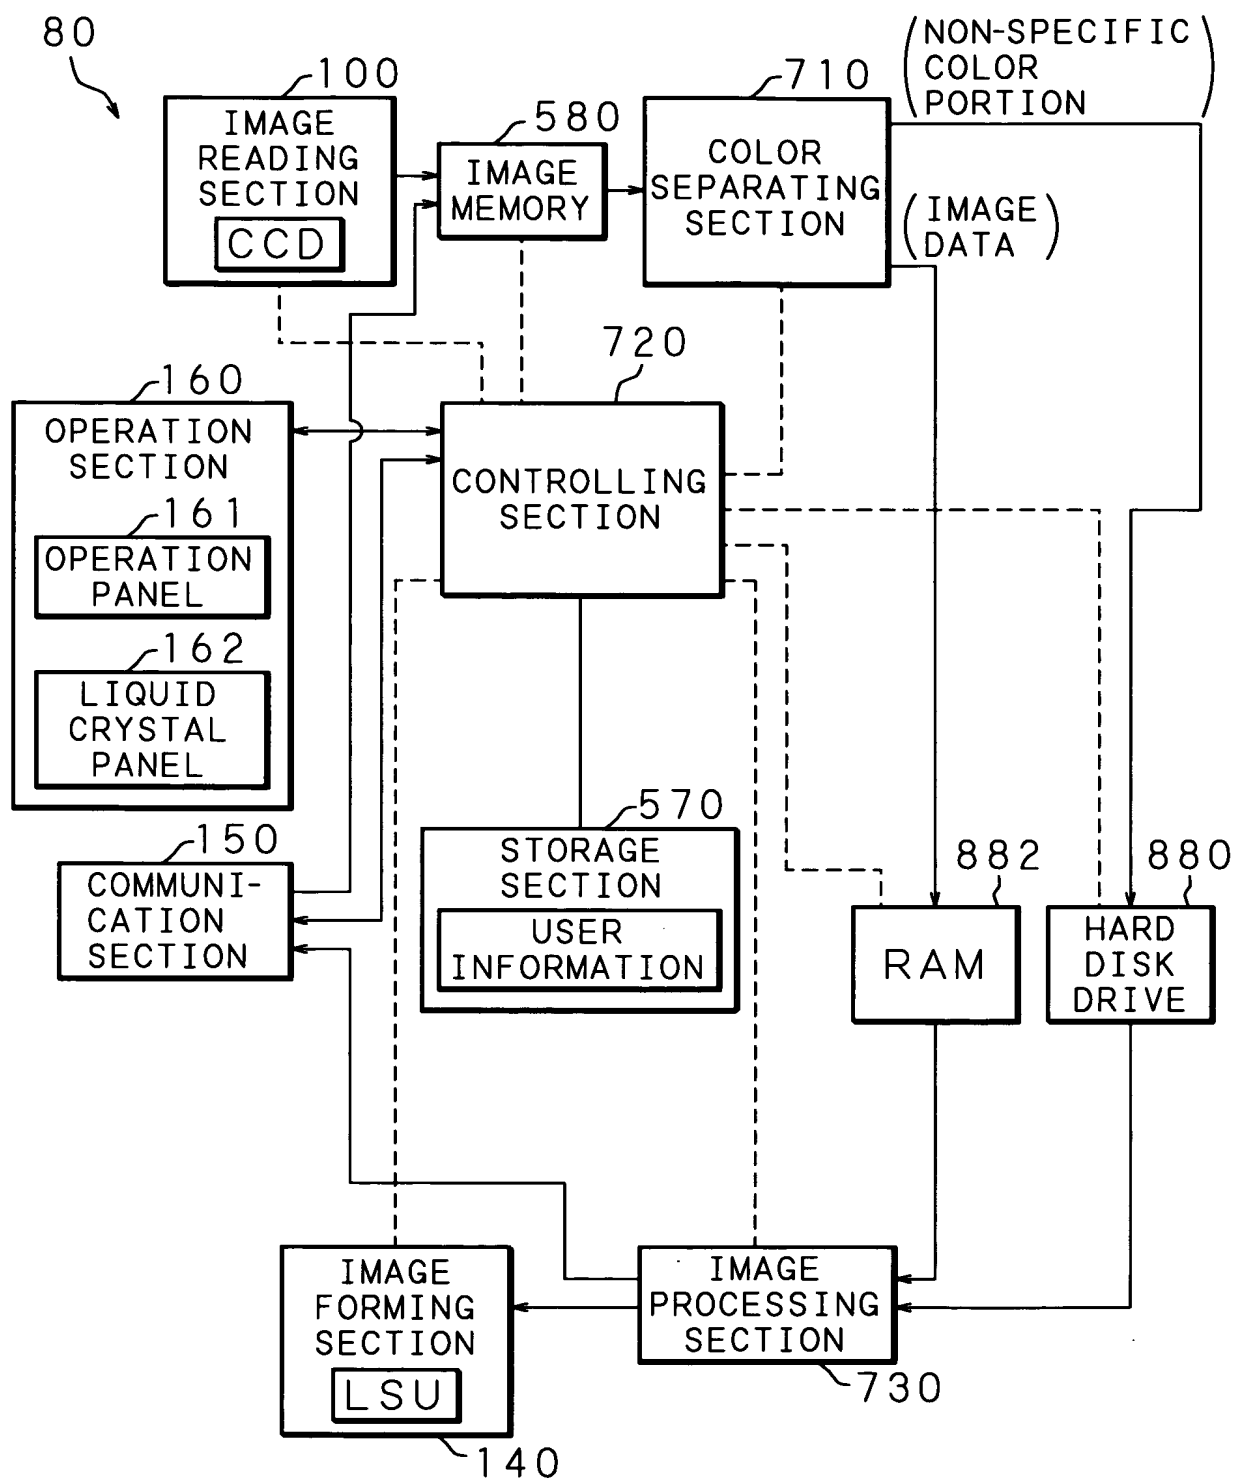 80
100
IMAGE
READING
SECTION
CCD
580
IMAGE
MEMORY
710
COLOR
SEPARATING
SECTION
(NON-SPECIFIC
COLOR
PORTION)
(IMAGE
DATA)
720
CONTROLLING
SECTION
160
OPERATION
SECTION
161
OPERATION
PANEL
162
LIQUID
CRYSTAL
PANEL
150
COMMUNI-
CATION
SECTION
570
STORAGE
SECTION
USER
INFORMATION
882
RAM
880
HARD
DISK
DRIVE
IMAGE
FORMING
SECTION
LSU
140
IMAGE
PROCESSING
SECTION
730